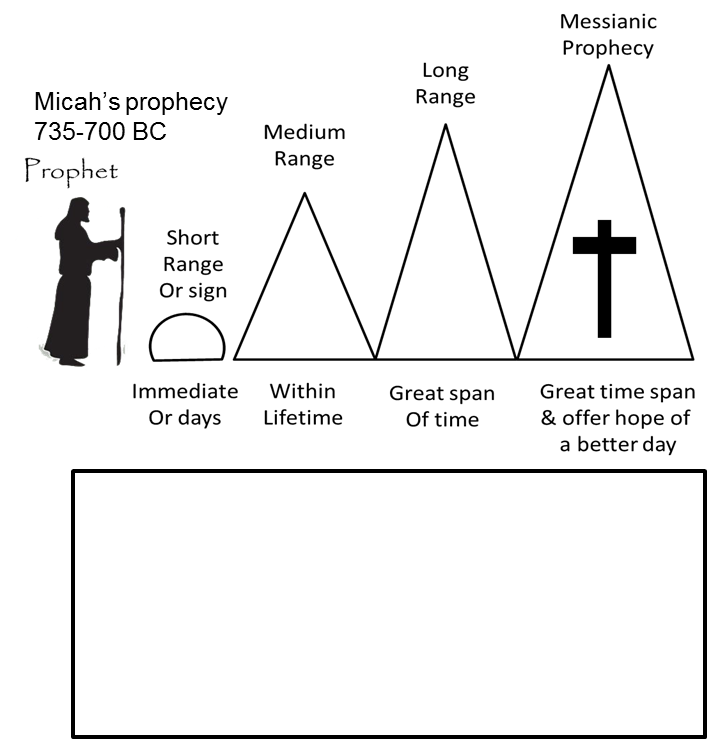 Messianic
Prophecy
Long
Range
Micah's prophecy
735-700 BC
Medium
Range
Prophet
Short
Range
Or sign
Immediate
Or days
Within
Lifetime
Great span
Of time
Great time span
& offer hope of
a better day